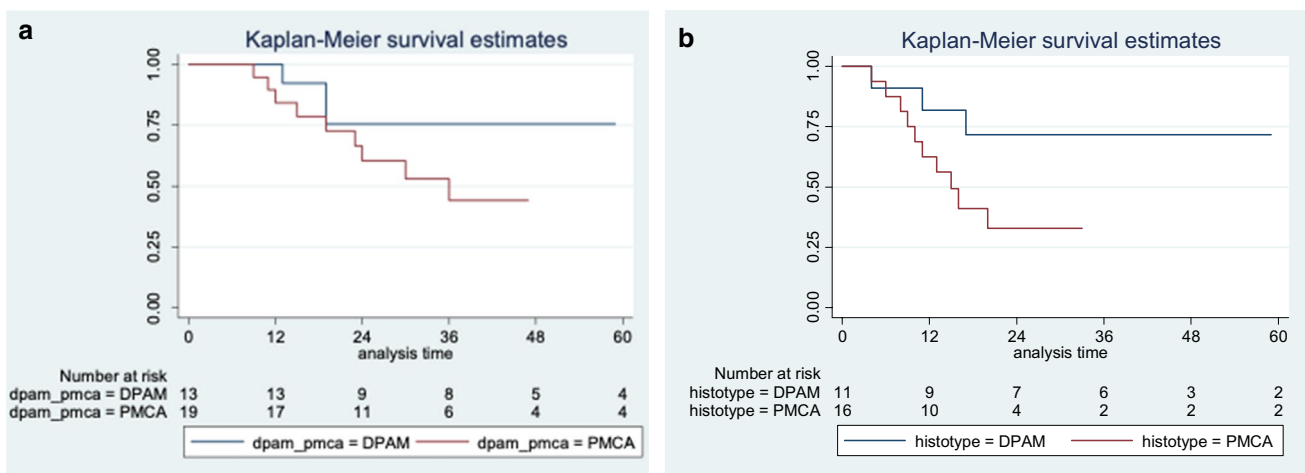 a
Kaplan-Meier survival estimates
1.00
0.75
0.50
0.25
0.00
0 12 24 36 48 60
analysis time
Number at risk
dpam_pmca = DPAM 13 13 9 8 5 4
dpam_pmca = PMCA 19 17 11 6 4 4
dpam_pmca = DPAM dpam_pmca = PMCA
b
Kaplan-Meier survival estimates
1.00
0.75
0.50
0.25
0.00
0 12 24 36 48 60
analysis time
Number at risk
histotype = DPAM 11 9 7 6 3 2
histotype = PMCA 16 10 4 2 2 2
histotype = DPAM histotype = PMCA